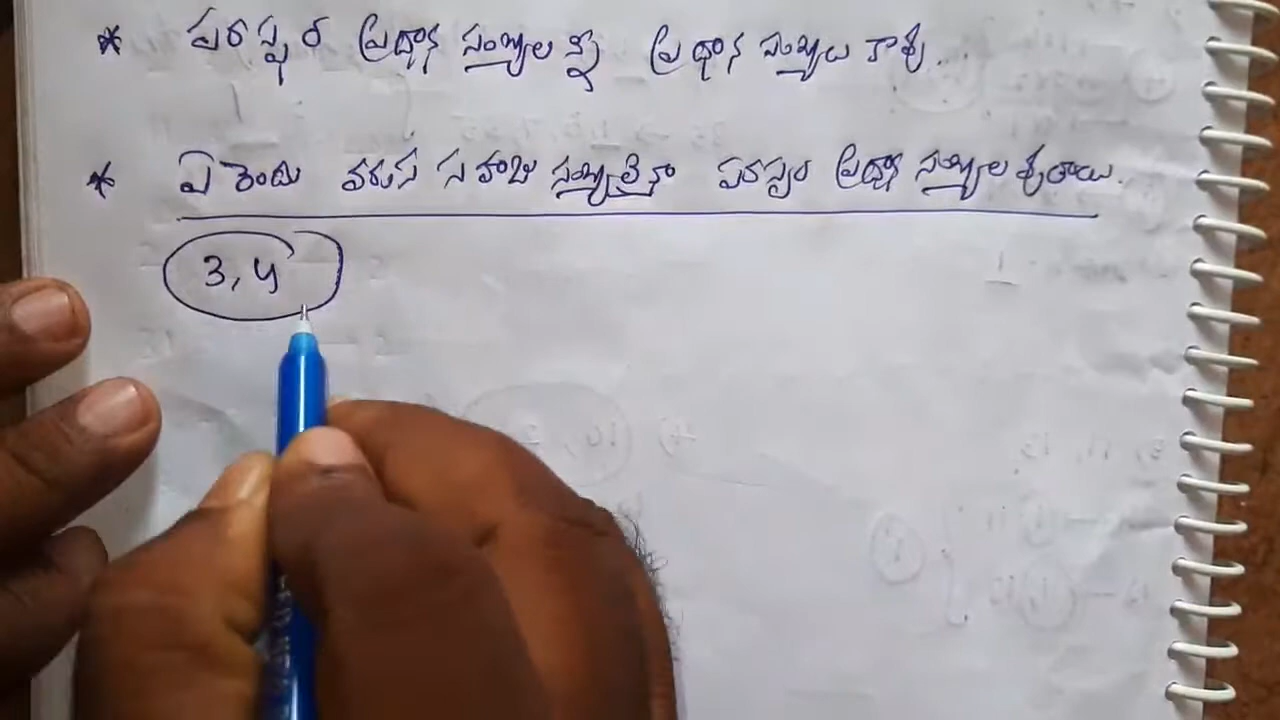 * పరస్పర ప్రధాన సంఖ్యలన్నీ ప్రధాన సంఖ్యలు కావు...
* ఏ రెండు వరుస సహజ సంఖ్యలైనా పరస్పర ప్రధాన సంఖ్యలవుతాయి.
3, 4